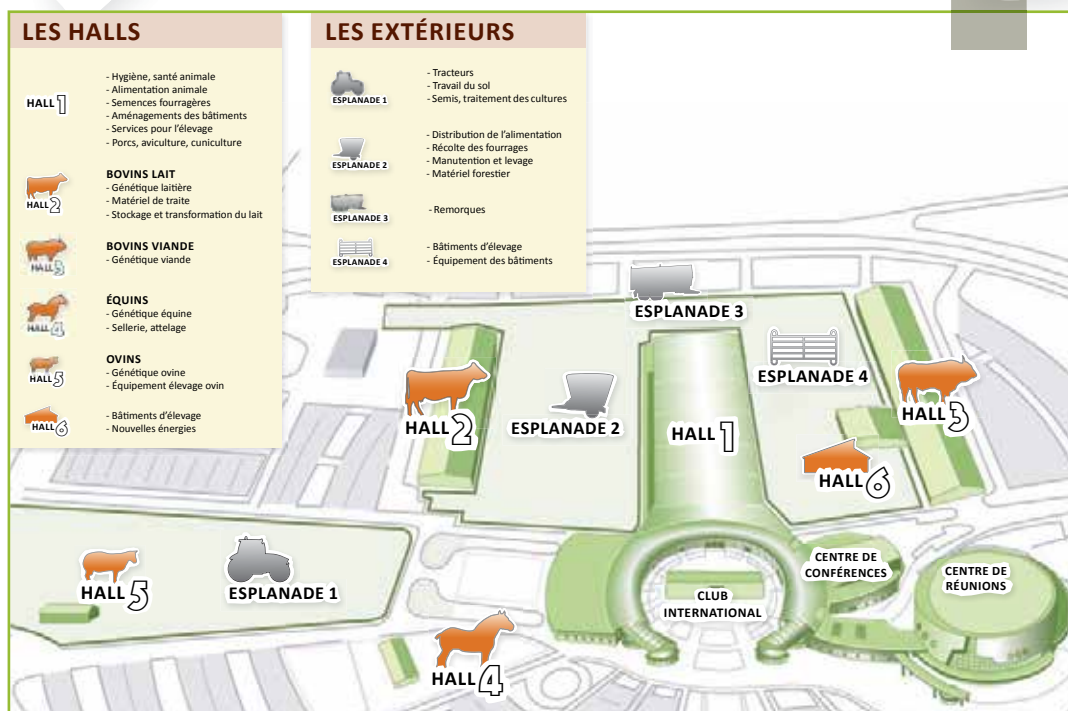 LES HALLS
HALL 1
- Hygiène, santé animale
- Alimentation animale
- Semences fourragères
- Aménagements des bâtiments
- Services pour l'élevage
- Porcs, aviculture, cuniculture
HALL 2
BOVINS LAIT
- Génétique laitière
- Matériel de traite
- Stockage et transformation du lait
HALL 3
BOVINS VIANDE
- Génétique viande
HALL 4
ÉQUINS
- Génétique équine
- Sellerie, attelage
HALL 5
OVINS
- Génétique ovine
- Équipement élevage ovin
HALL 6
- Bâtiments d'élevage
- Nouvelles énergies
LES EXTÉRIEURS
ESPLANADE 1
- Tracteurs
- Travail du sol
- Semis, traitement des cultures
ESPLANADE 2
- Distribution de l'alimentation
- Récolte des fourrages
- Manutention et levage
- Matériel forestier
ESPLANADE 3
- Remorques
ESPLANADE 4
- Bâtiments d'élevage
- Équipement des bâtiments
ESPLANADE 3
ESPLANADE 4
HALL 2
ESPLANADE 2
HALL 1
HALL 3
HALL 6
HALL 5
ESPLANADE 1
CENTRE DE
CONFÉRENCES
CENTRE DE
RÉUNIONS
CLUB
INTERNATIONAL
HALL 4